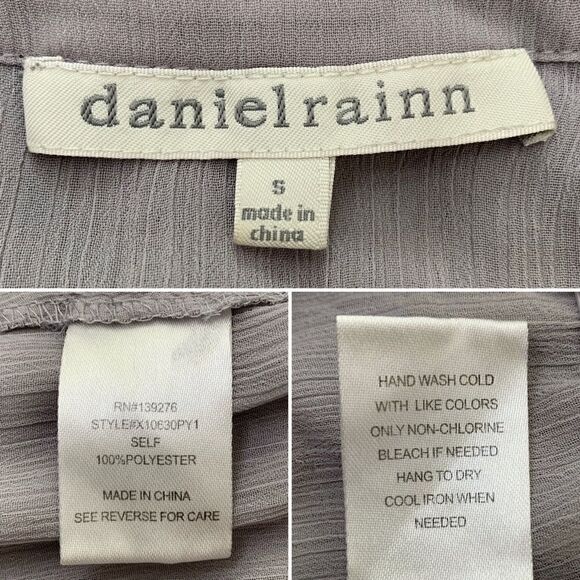 danielrainn
s
made in
china
RN#139276
STYLE#X10630PY1
SELF
100%POLYESTER
MADE IN CHINA
SEE REVERSE FOR CARE
HAND WASH COLD
WITH LIKE COLORS
ONLY NON-CHLORINE
BLEACH IF NEEDED
HANG TO DRY
COOL IRON WHEN
NEEDED